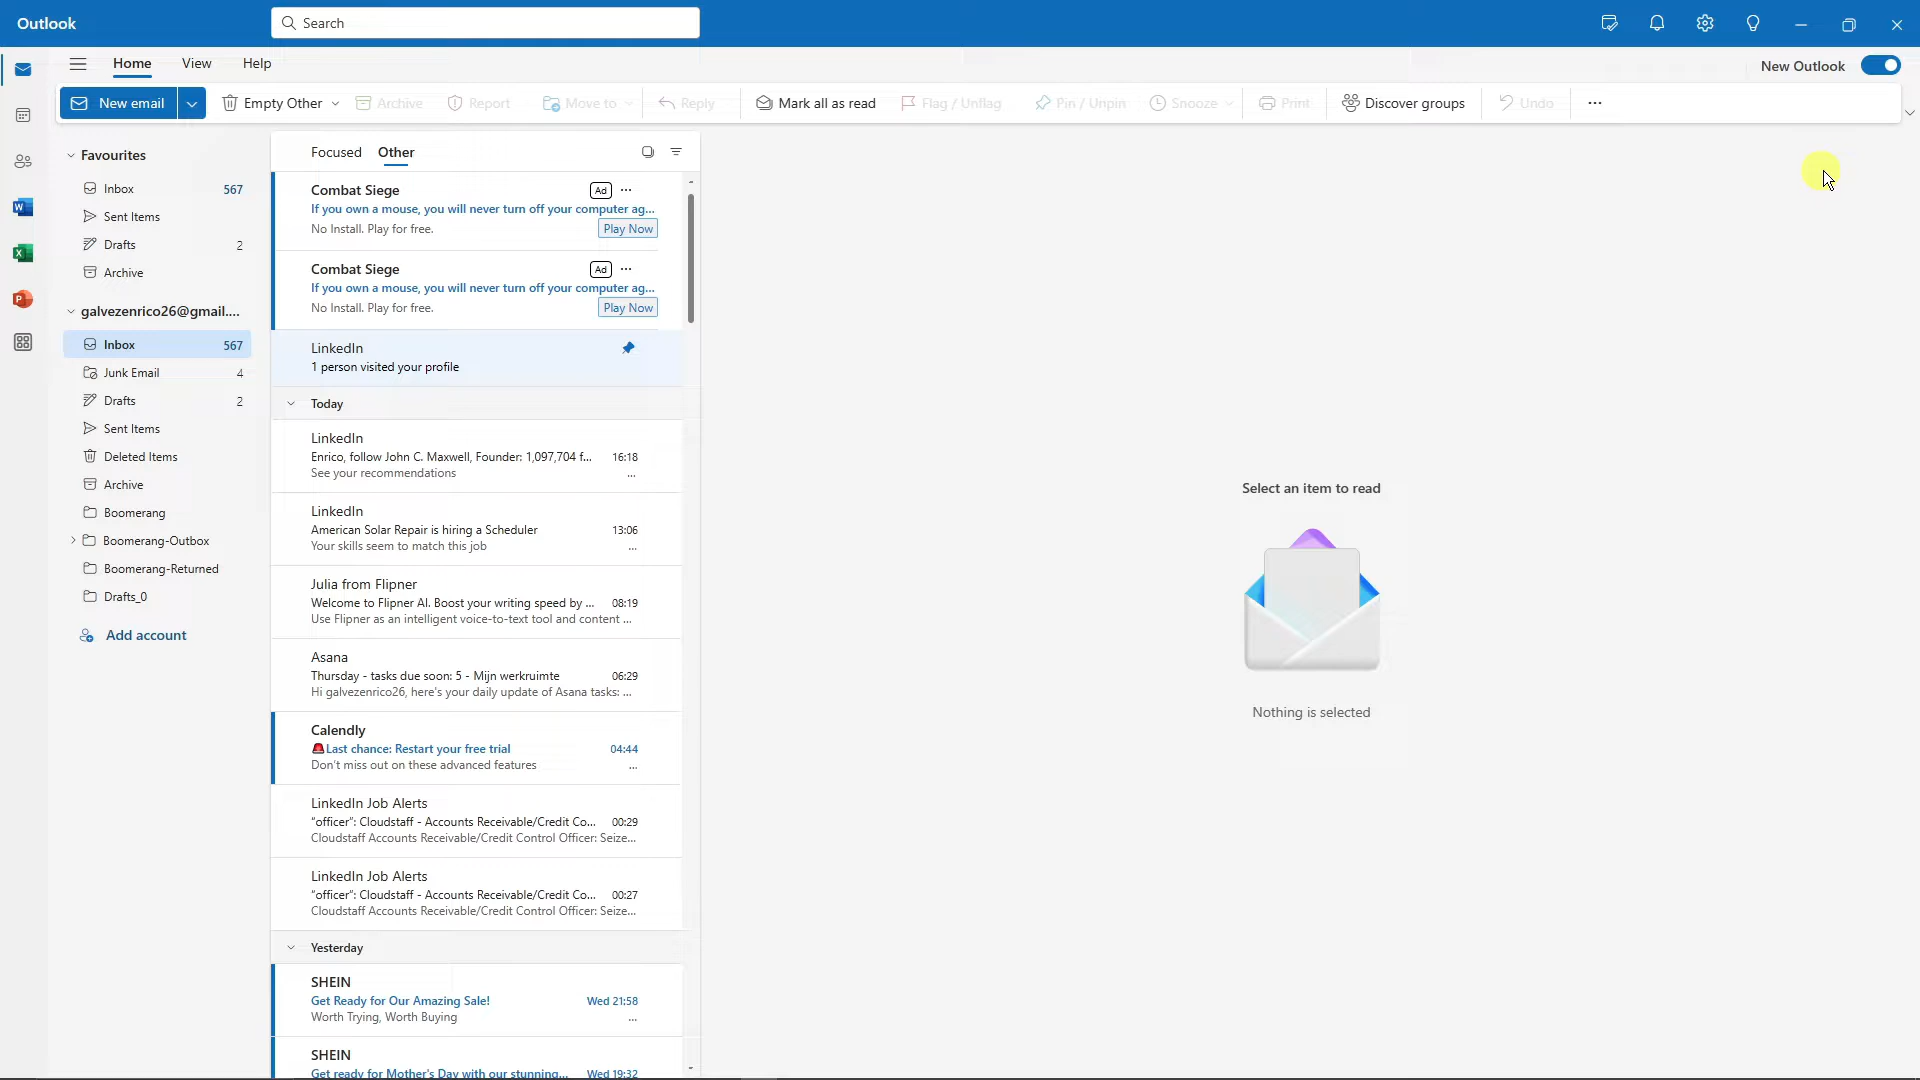 Outlook
Search
Home View Help
New Outlook
New email
Empty Other
Archive
Report
Move to
Reply
Mark all as read
Flag / Unflag
Pin / Unpin
Snooze
Print
Discover groups
Undo
...
Favourites
Inbox 567
Sent Items
Drafts 2
Archive
galvezenrico26@gmail....
Inbox 567
Junk Email 4
Drafts 2
Sent Items
Deleted Items
Archive
Boomerang
Boomerang-Outbox
Boomerang-Returned
Drafts_0
Add account
Focused Other
Combat Siege Ad ...
If you own a mouse, you will never turn off your computer ag...
No Install. Play for free. Play Now
Combat Siege Ad ...
If you own a mouse, you will never turn off your computer ag...
No Install. Play for free. Play Now
LinkedIn
1 person visited your profile
Today
LinkedIn
Enrico, follow John C. Maxwell, Founder: 1,097,704 f... 16:18
See your recommendations ...
LinkedIn
American Solar Repair is hiring a Scheduler 13:06
Your skills seem to match this job ...
Julia from Flipner
Welcome to Flipner AI. Boost your writing speed by ... 08:19
Use Flipner as an intelligent voice-to-text tool and content ...
Asana
Thursday - tasks due soon: 5 - Mijn werkruimte 06:29
Hi galvezenrico26, here's your daily update of Asana tasks: ...
Calendly
Last chance: Restart your free trial 04:44
Don't miss out on these advanced features ...
LinkedIn Job Alerts
"officer": Cloudstaff - Accounts Receivable/Credit Co... 00:29
Cloudstaff Accounts Receivable/Credit Control Officer: Seize...
LinkedIn Job Alerts
"officer": Cloudstaff - Accounts Receivable/Credit Co... 00:27
Cloudstaff Accounts Receivable/Credit Control Officer: Seize...
Yesterday
SHEIN
Get Ready for Our Amazing Sale! Wed 21:58
Worth Trying, Worth Buying ...
SHEIN
Get ready for Mother's Day with our stunning... Wed 19:32
Select an item to read
Nothing is selected